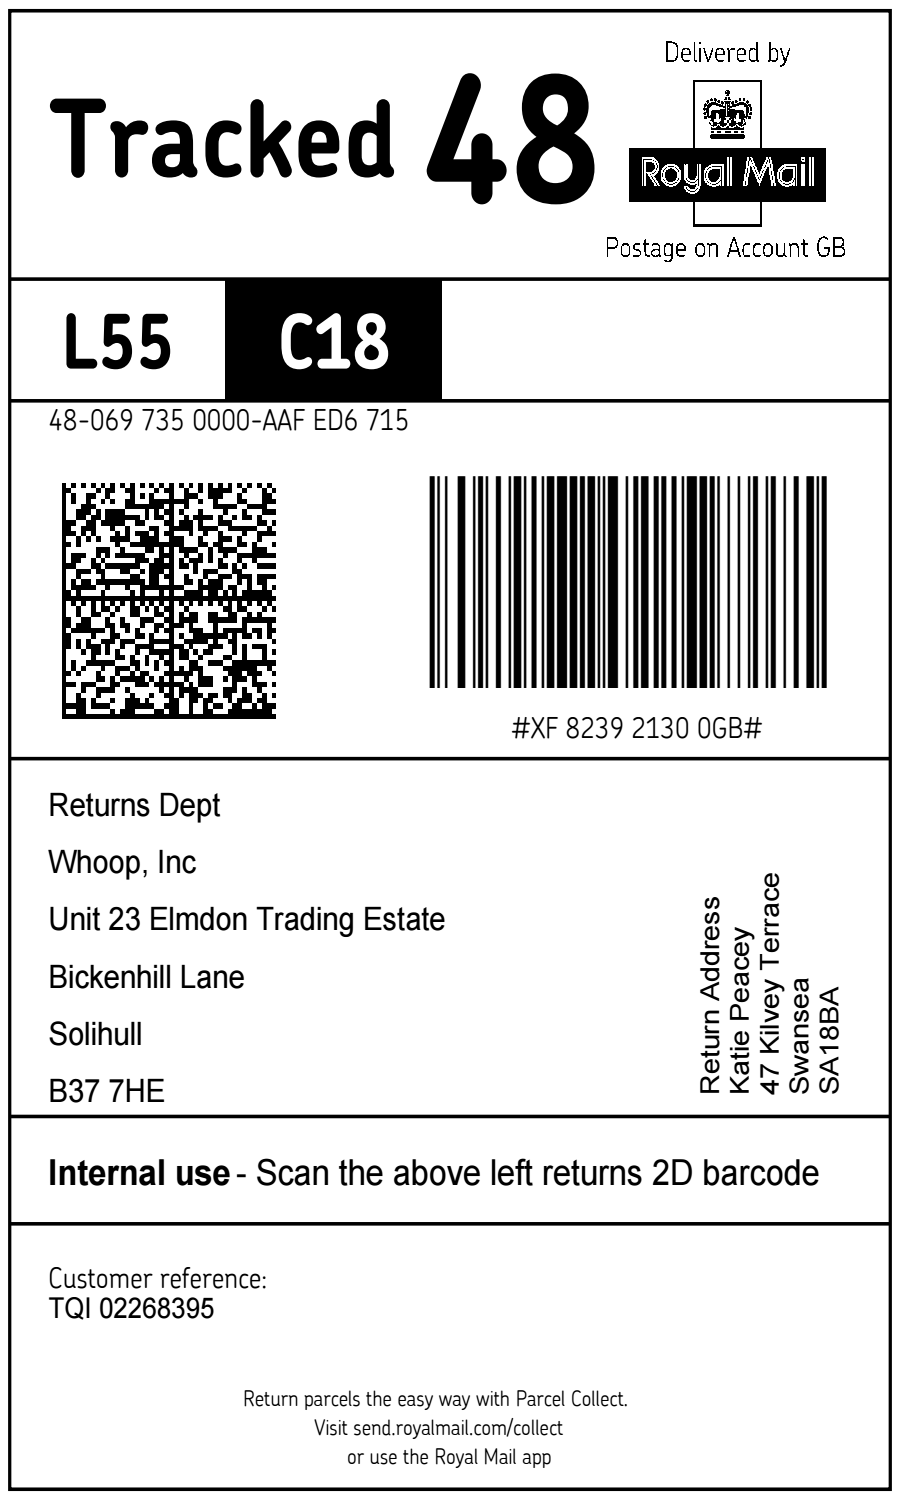 Tracked 48
Delivered by
Royal Mail
Postage on Account GB
L55 C18
48-069 735 0000-AAF ED6 715
#XF 8239 2130 0GB#
Returns Dept
Whoop, Inc
Unit 23 Elmdon Trading Estate
Bickenhill Lane
Solihull
B37 7HE
Return Address
Katie Peacey
47 Kilvey Terrace
Swansea
SA18BA
Internal use - Scan the above left returns 2D barcode
Customer reference:
TQI 02268395
Return parcels the easy way with Parcel Collect.
Visit send.royalmail.com/collect
or use the Royal Mail app